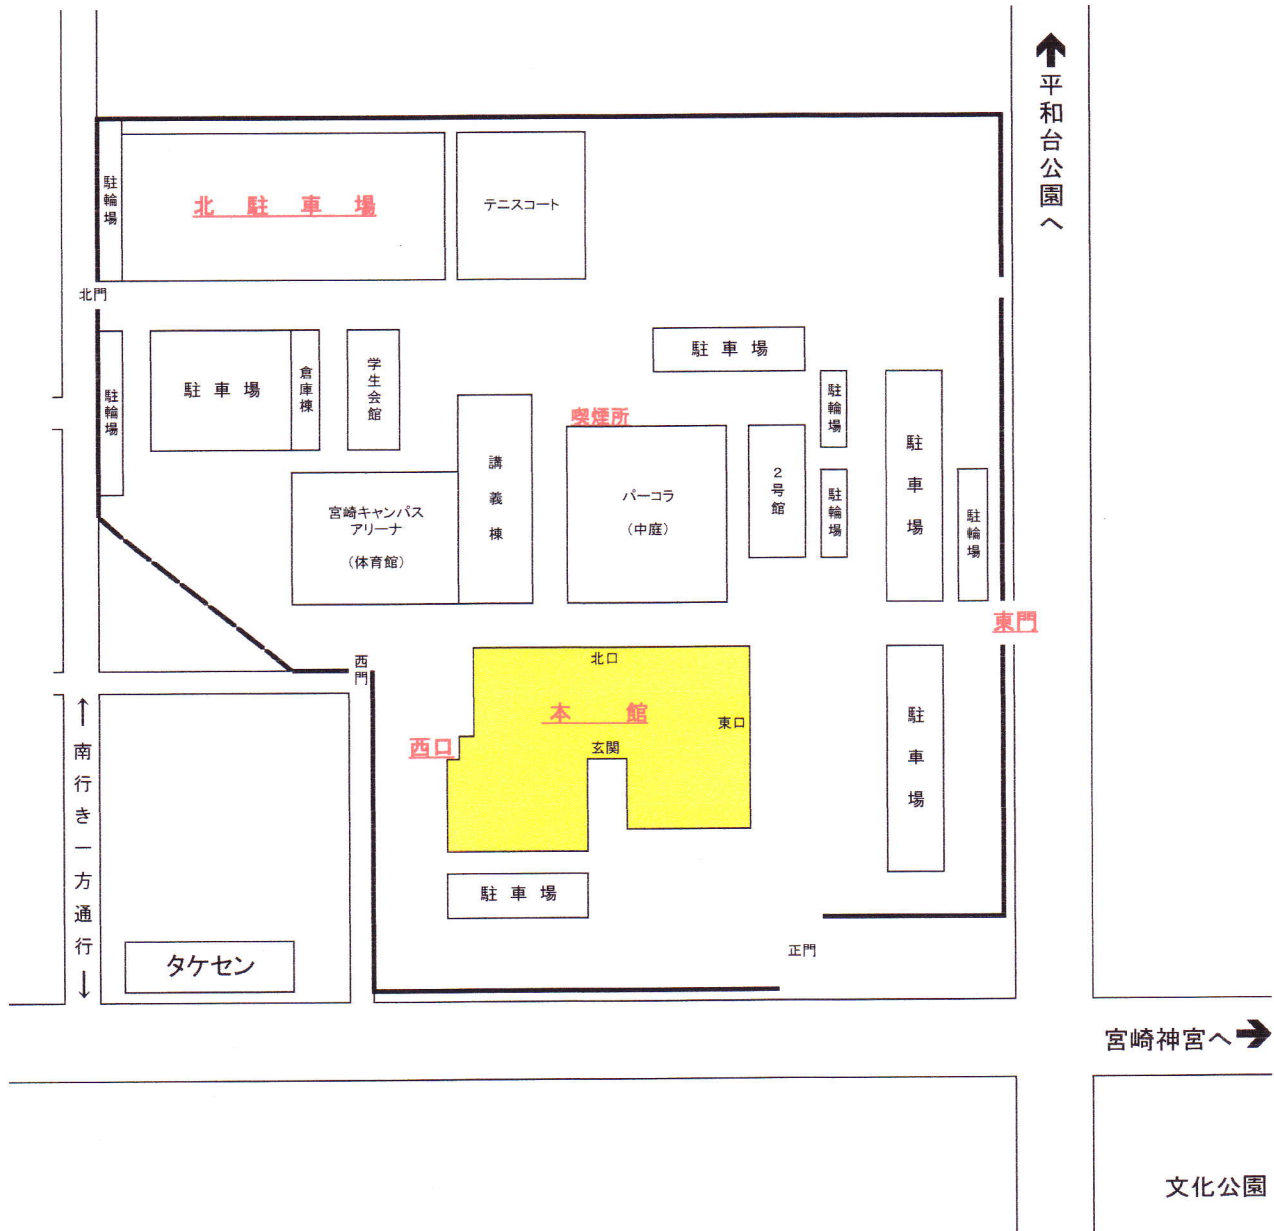 平和台公園へ
駐輪場
北 駐 車 場
テニスコート
北門
駐輪場
駐 車 場
倉庫棟
学生会館
駐 車 場
喫煙所
駐輪場
駐輪場
駐車場
駐輪場
講義棟
パーコラ
(中庭)
2号館
宮崎キャンパス
アリーナ
(体育館)
東門
西門
北口
本 館
東口
西口
玄関
駐車場
南行き一方通行
駐 車 場
正門
タケセン
宮崎神宮へ
文化公園